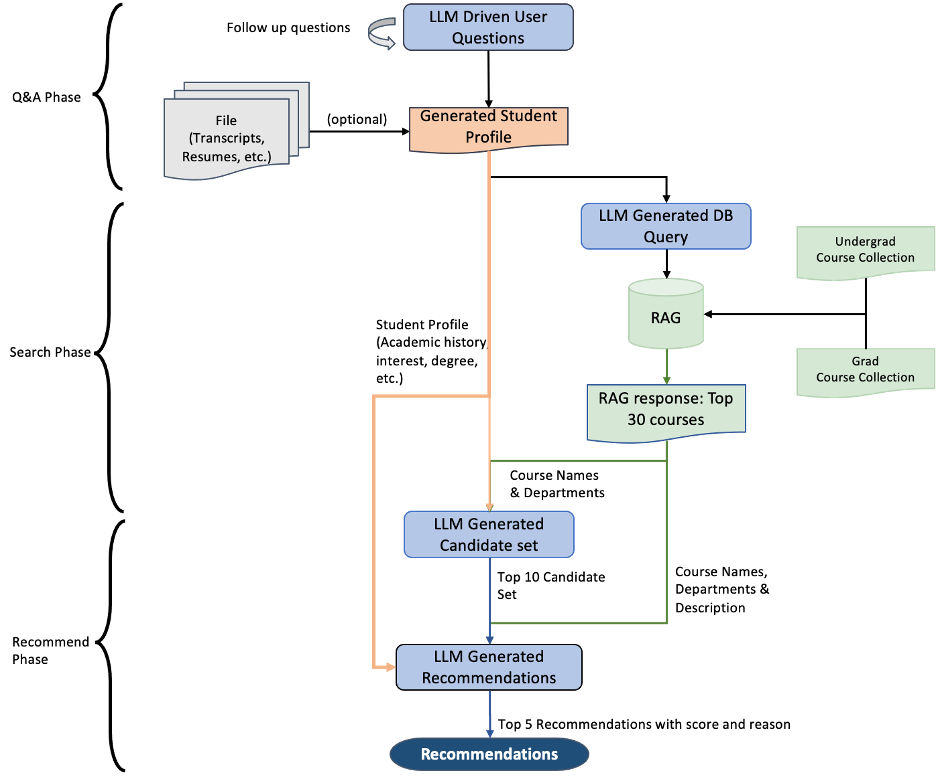 LLM Driven User
Questions
Follow up questions
Q&A Phase
File
(Transcripts,
Resumes, etc.)
(optional)
Generated Student
Profile
LLM Generated DB
Query
Undergrad
Course Collection
RAG
Grad
Course Collection
Search Phase
Student Profile
(Academic history,
interest, degree,
etc.)
RAG response: Top
30 courses
Course Names
& Departments
LLM Generated
Candidate set
Top 10 Candidate
Set
Course Names,
Departments &
Description
Recommend
Phase
LLM Generated
Recommendations
Top 5 Recommendations with score and reason
Recommendations